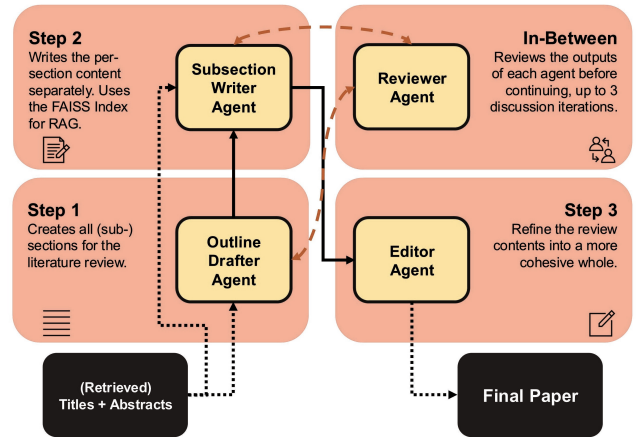 Step 2
Writes the per-
section content
separately. Uses
the FAISS Index
for RAG.
Subsection
Writer
Agent
Reviewer
Agent
In-Between
Reviews the outputs
of each agent before
continuing, up to 3
discussion iterations.
Step 1
Creates all (sub-)
sections for the
literature review.
Outline
Drafter
Agent
Editor
Agent
Step 3
Refine the review
contents into a more
cohesive whole.
(Retrieved)
Titles + Abstracts
Final Paper